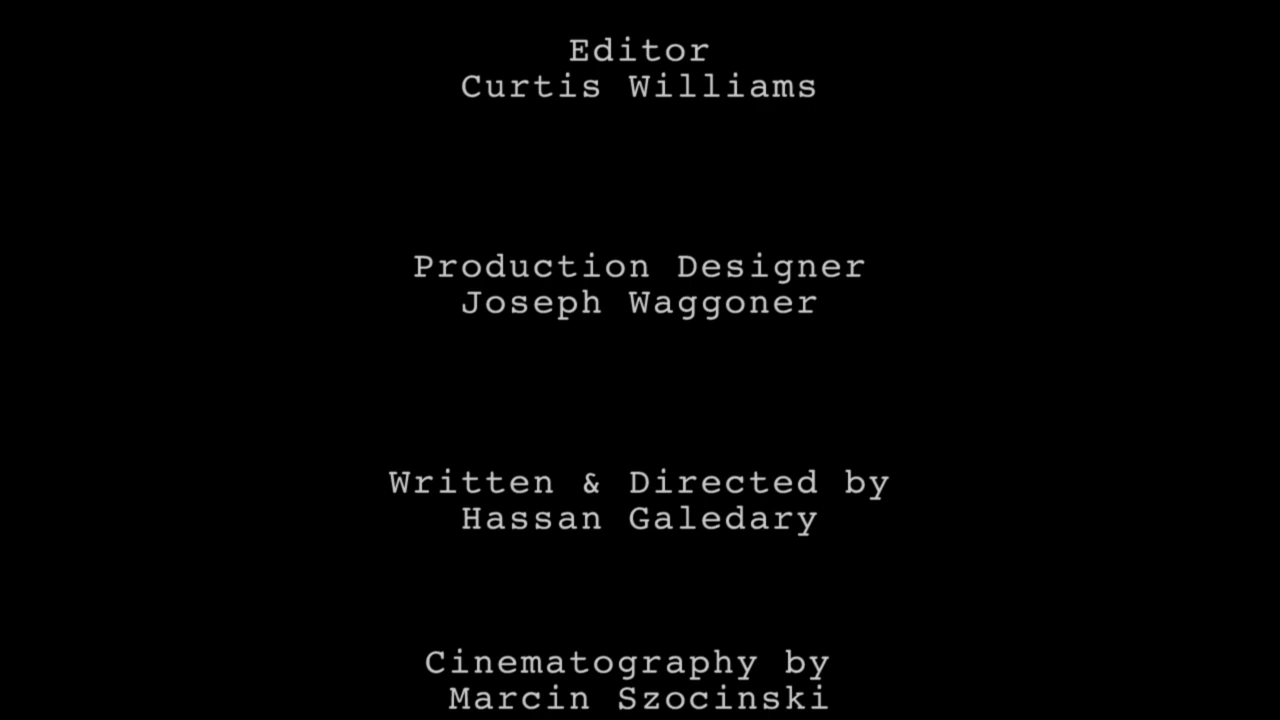 Editor
Curtis Williams
Production Designer
Joseph Waggoner
Written & Directed by
Hassan Galedary
Cinematography by
Marcin Szocinski